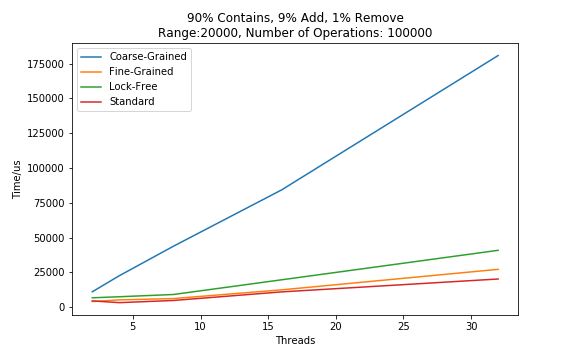 90% Contains, 9% Add, 1% Remove
Range:20000, Number of Operations: 100000
Coarse-Grained
Fine-Grained
Lock-Free
Standard
Time/us
175000
150000
125000
100000
75000
50000
25000
0
5
10
15
20
25
30
Threads